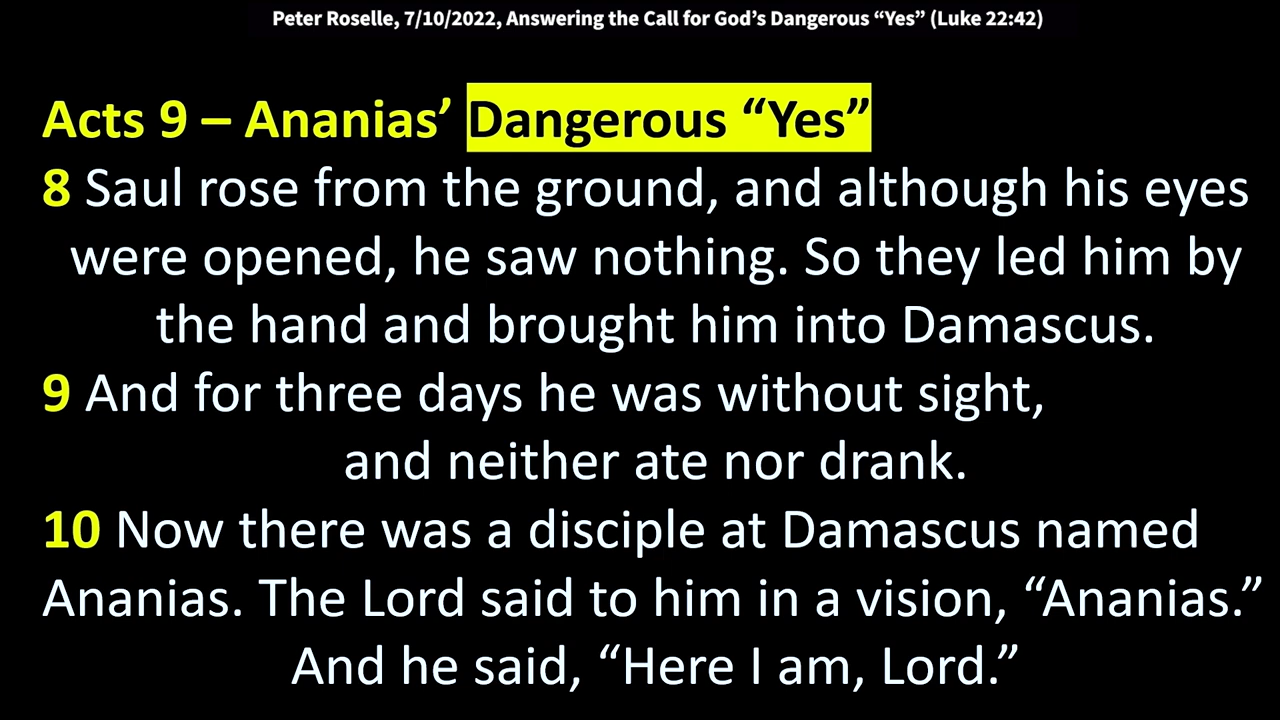 Peter Roselle, 7/10/2022, Answering the Call for God’s Dangerous “Yes” (Luke 22:42)
Acts 9 – Ananias’ Dangerous “Yes”
8 Saul rose from the ground, and although his eyes
were opened, he saw nothing. So they led him by
the hand and brought him into Damascus.
9 And for three days he was without sight,
and neither ate nor drank.
10 Now there was a disciple at Damascus named
Ananias. The Lord said to him in a vision, “Ananias.”
And he said, “Here I am, Lord.”